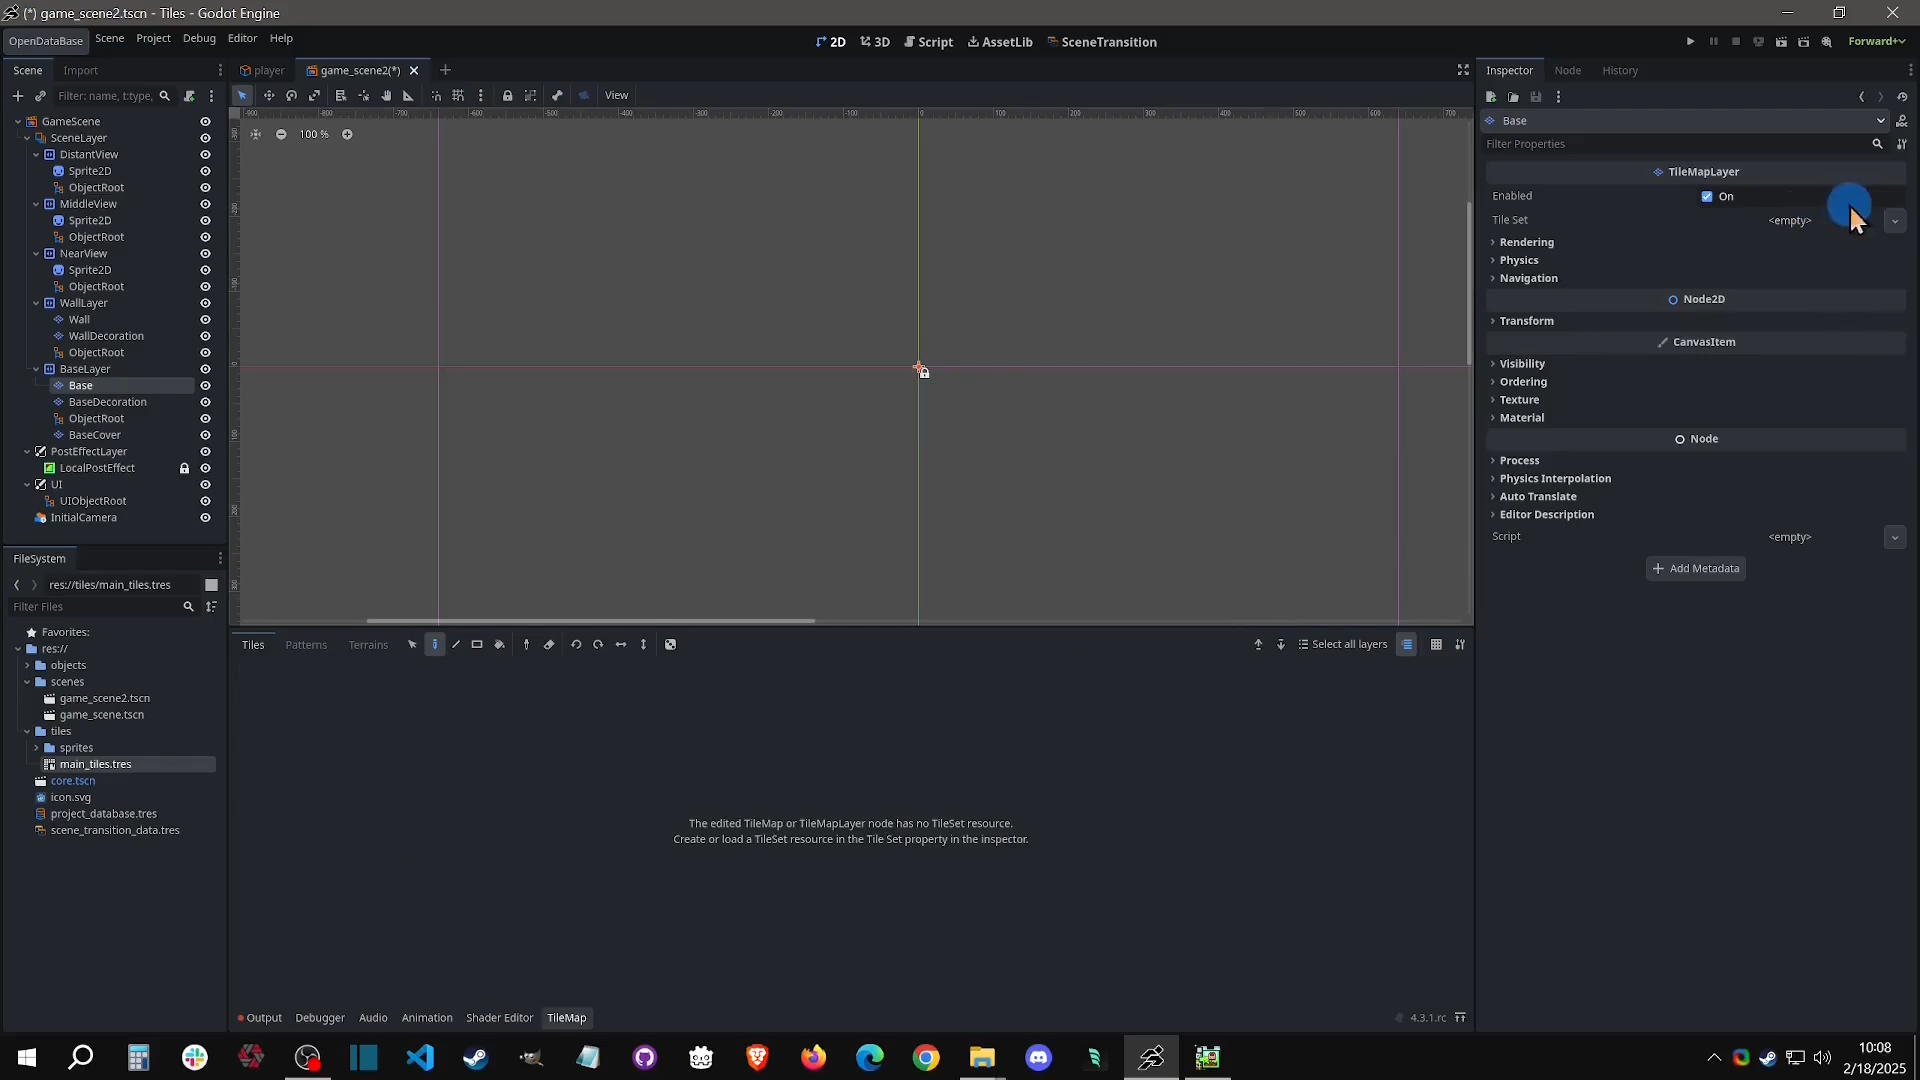 (*) game_scene2.tscn - Tiles - Godot Engine
OpenDataBase
Scene
Project
Debug
Editor
Help
2D
3D
Script
AssetLib
SceneTransition
Forward+
Scene
Import
player
game_scene2(*)
Inspector
Node
History
Filter: name, t:type,
View
Base
Filter Properties
100 %
GameScene
SceneLayer
DistantView
Sprite2D
ObjectRoot
MiddleView
Sprite2D
ObjectRoot
NearView
Sprite2D
ObjectRoot
WallLayer
Wall
WallDecoration
ObjectRoot
BaseLayer
Base
BaseDecoration
ObjectRoot
BaseCover
PostEffectLayer
LocalPostEffect
UI
UIObjectRoot
InitialCamera
TileMapLayer
Enabled
On
Tile Set
<empty>
Rendering
Physics
Navigation
Node2D
Transform
CanvasItem
Visibility
Ordering
Texture
Material
Node
Process
Physics Interpolation
Auto Translate
Editor Description
Script
<empty>
Add Metadata
FileSystem
res://tiles/main_tiles.tres
Filter Files
Favorites:
res://
objects
scenes
game_scene2.tscn
game_scene.tscn
tiles
sprites
main_tiles.tres
core.tscn
icon.svg
project_database.tres
scene_transition_data.tres
Tiles
Patterns
Terrains
Select all layers
The edited TileMap or TileMapLayer node has no TileSet resource.
Create or load a TileSet resource in the Tile Set property in the inspector.
Output
Debugger
Audio
Animation
Shader Editor
TileMap
4.3.1.rc
10:08
2/18/2025